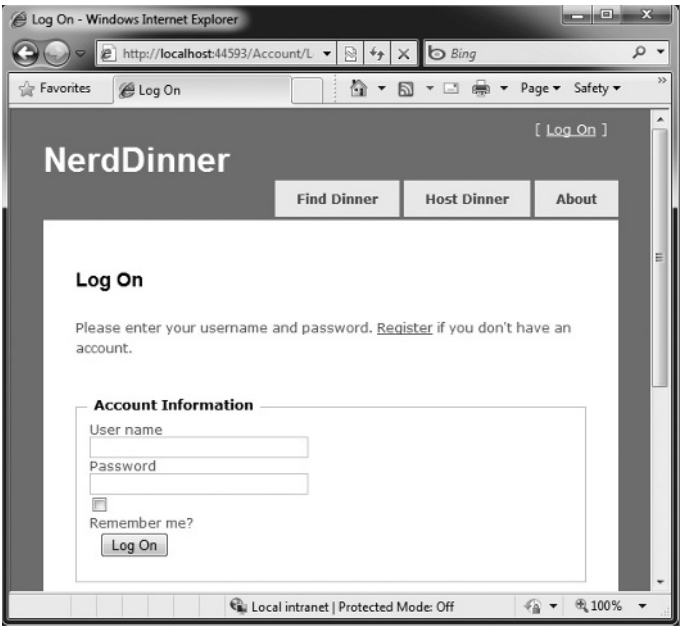 Log On - Windows Internet Explorer
http://localhost:44593/Account/L
Bing
Favorites
Log On
Page
Safety
[ Log On ]
NerdDinner
Find Dinner
Host Dinner
About
Log On
Please enter your username and password. Register if you don't have an
account.
Account Information
User name
Password
Remember me?
Log On
Local intranet | Protected Mode: Off
100%